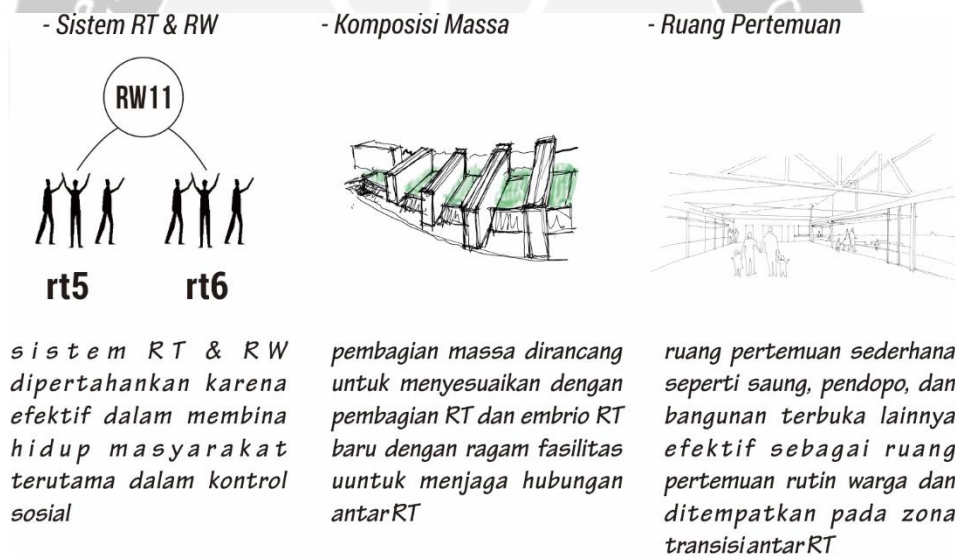 - Sistem RT & RW
RW11
rt5
rt6
sistem RT & RW
dipertahankan karena
efektif dalam membina
hidup masyarakat
terutama dalam kontrol
sosial
- Komposisi Massa
pembagian massa dirancang
untuk menyesuaikan dengan
pembagian RT dan embrio RT
baru dengan ragam fasilitas
uuntuk menjaga hubungan
antar RT
- Ruang Pertemuan
ruang pertemuan sederhana
seperti saung, pendopo, dan
bangunan terbuka lainnya
efektif sebagai ruang
pertemuan rutin warga dan
ditempatkan pada zona
transisi antar RT